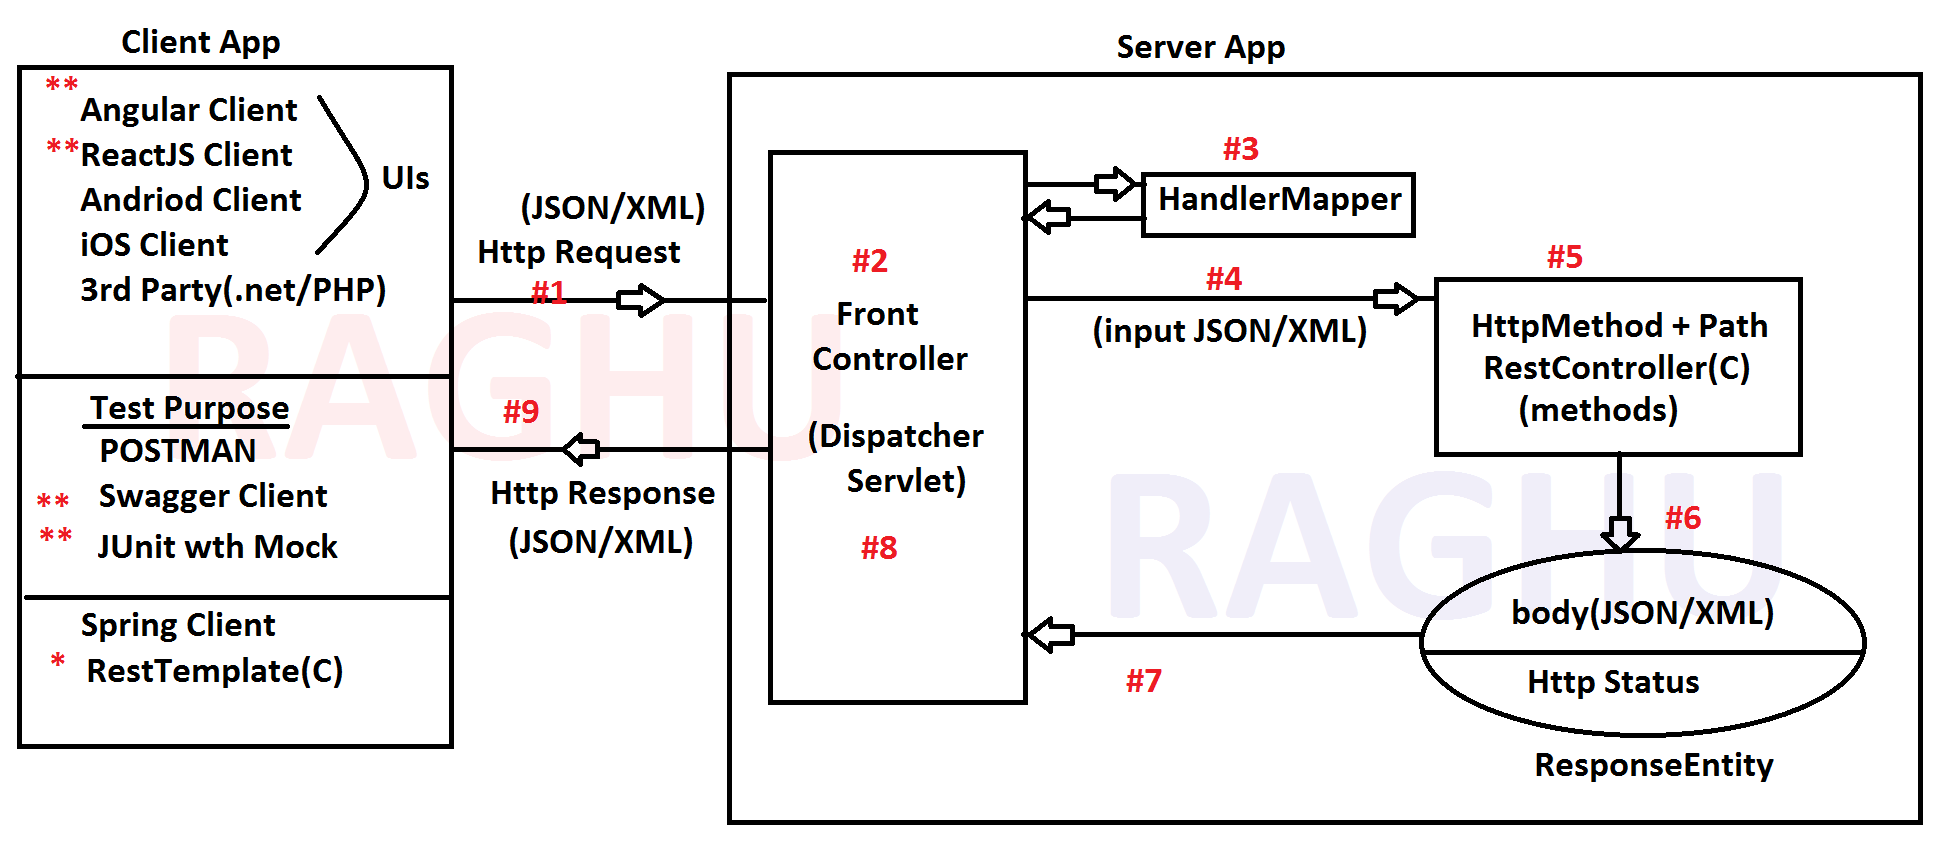 Client App
**
Angular Client
**ReactJS Client
UIs
Andriod Client
iOS Client
3rd Party(.net/PHP)
Test Purpose
POSTMAN
** Swagger Client
** JUnit wth Mock
Spring Client
* RestTemplate(C)
(JSON/XML)
Http Request
#1
#9
Http Response
(JSON/XML)
Server App
#2
Front
Controller
(Dispatcher
Servlet)
#8
#3
HandlerMapper
#4
(input JSON/XML)
#5
HttpMethod + Path
RestController(C)
(methods)
#6
body(JSON/XML)
Http Status
ResponseEntity
#7
RAGHU
RAGHU